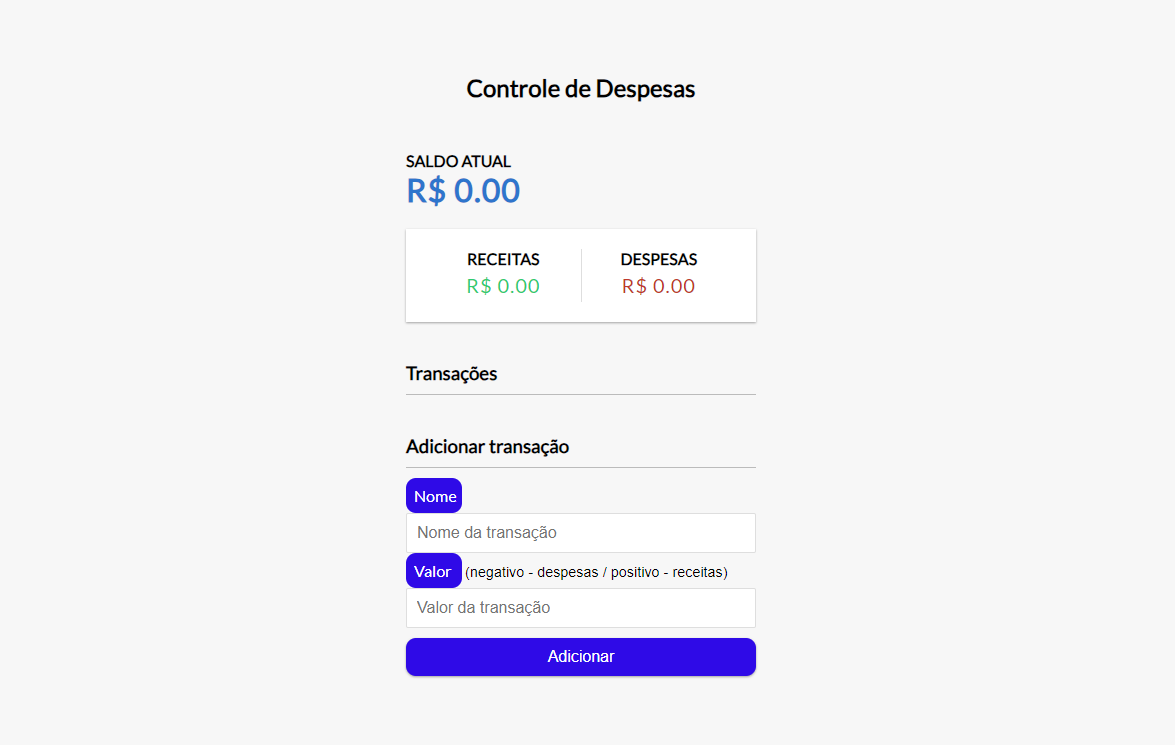 Controle de Despesas
SALDO ATUAL
R$ 0.00
RECEITAS DESPESAS
R$ 0.00 R$ 0.00
Transações
Adicionar transação
Nome
Nome da transação
Valor (negativo - despesas / positivo - receitas)
Valor da transação
Adicionar